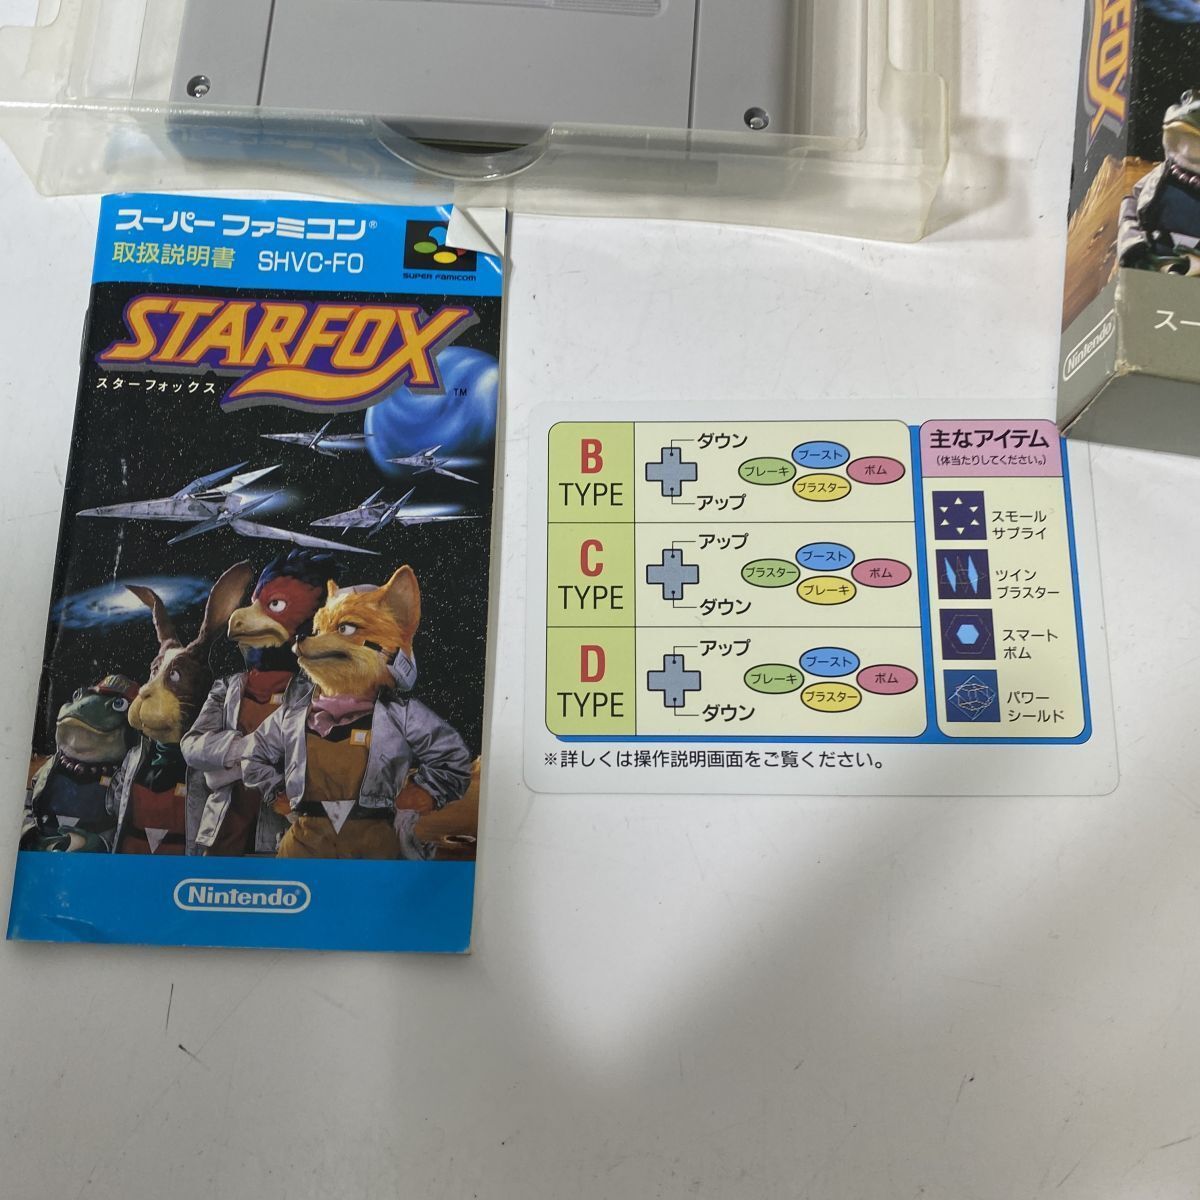 スーパーファミコン®
取扱説明書 SHVC-FO
SUPER FAMICOM
STARFOX
TM
スターフォックス
Nintendo®
B
TYPE
ダウン
アップ
ブースト
ブレーキ
ボム
ブラスター
C
TYPE
アップ
ダウン
ブースト
ブラスター
ボム
ブレーキ
D
TYPE
アップ
ダウン
ブースト
ブレーキ
ボム
ブラスター
※詳しくは操作説明画面をご覧ください。
主なアイテム
(体当たりしてください。)
スモール
サプライ
ツイン
ブラスター
スマート
ボム
パワー
シールド
FOX
Nintendo
スー